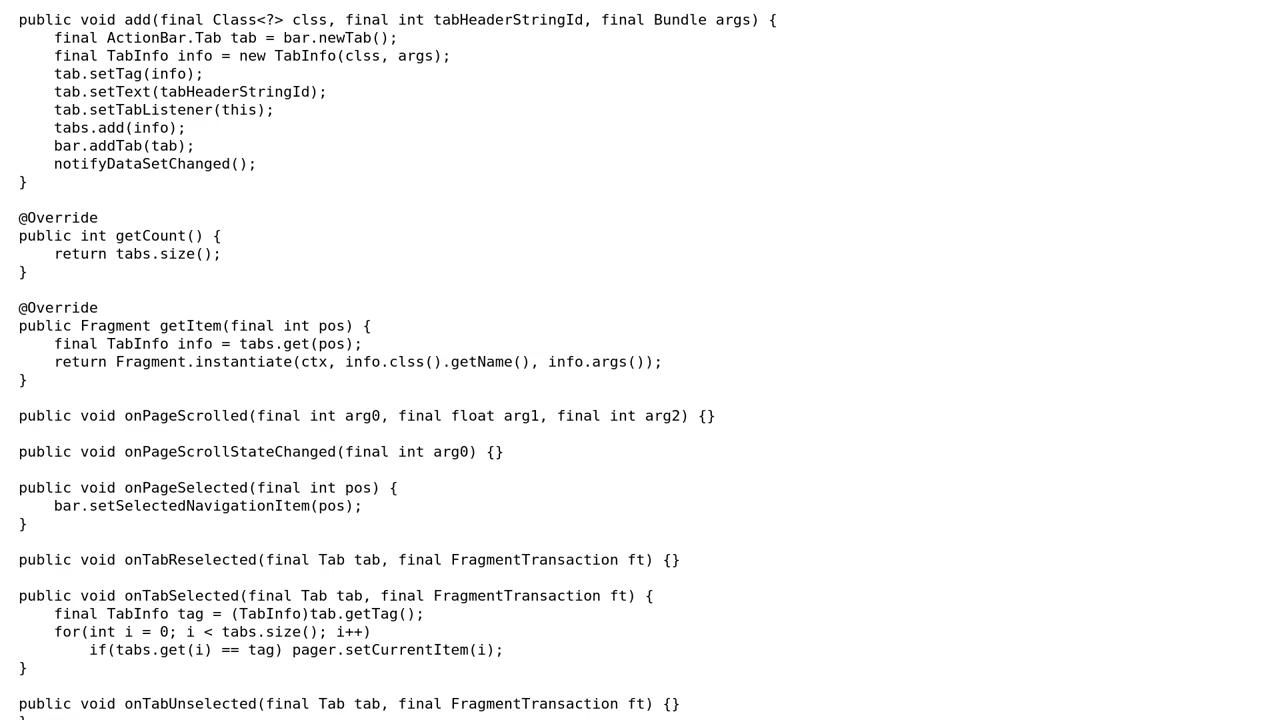 public void add(final Class<?> clss, final int tabHeaderStringId, final Bundle args) {
    final ActionBar.Tab tab = bar.newTab();
    final TabInfo info = new TabInfo(clss, args);
    tab.setTag(info);
    tab.setText(tabHeaderStringId);
    tab.setTabListener(this);
    tabs.add(info);
    bar.addTab(tab);
    notifyDataSetChanged();
}

@Override
public int getCount() {
    return tabs.size();
}

@Override
public Fragment getItem(final int pos) {
    final TabInfo info = tabs.get(pos);
    return Fragment.instantiate(ctx, info.clss().getName(), info.args());
}

public void onPageScrolled(final int arg0, final float arg1, final int arg2) {}

public void onPageScrollStateChanged(final int arg0) {}

public void onPageSelected(final int pos) {
    bar.setSelectedNavigationItem(pos);
}

public void onTabReselected(final Tab tab, final FragmentTransaction ft) {}

public void onTabSelected(final Tab tab, final FragmentTransaction ft) {
    final TabInfo tag = (TabInfo)tab.getTag();
    for(int i = 0; i < tabs.size(); i++)
        if(tabs.get(i) == tag) pager.setCurrentItem(i);
}

public void onTabUnselected(final Tab tab, final FragmentTransaction ft) {}
}